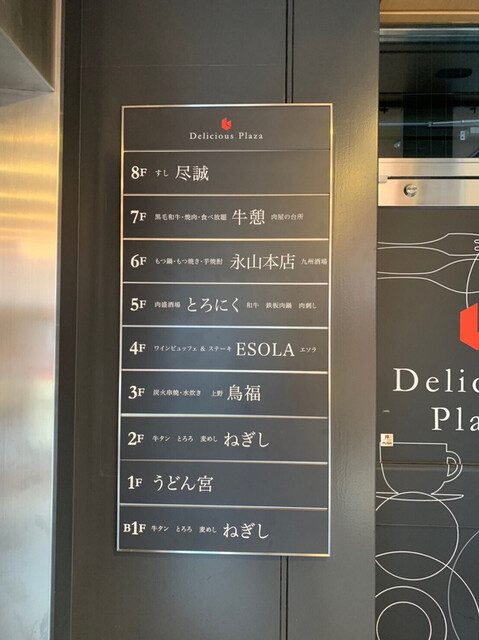 Delicious Plaza
8F すし 尽誠
7F 黒毛和牛・焼肉・食べ放題 牛憩 肉屋の台所
6F もつ鍋・もつ焼き・芋焼酎 永山本店 九州酒場
5F 肉盛酒場 とろにく 和牛 鉄板肉鍋 肉刺し
4F ワインビュッフェ & ステーキ ESOLA エソラ
3F 炭火串焼・水炊き 上野 鳥福
2F 牛タン とろろ 麦めし ねぎし
1F うどん宮
B1F 牛タン とろろ 麦めし ねぎし
Delic
Pla